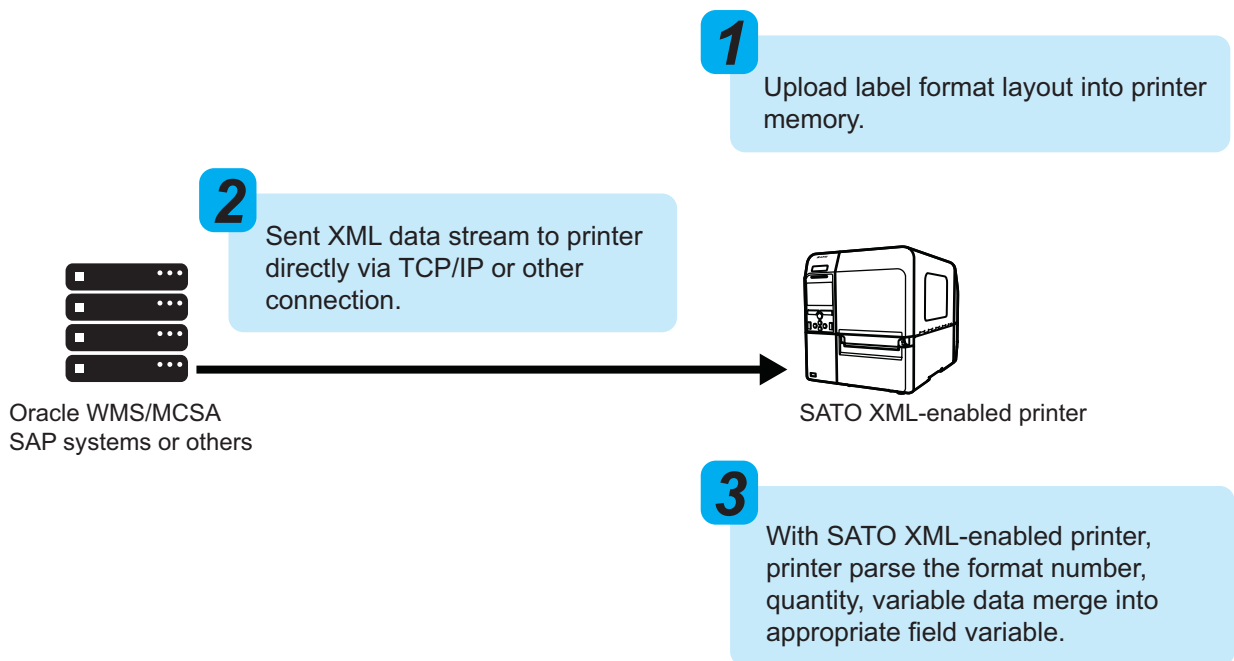 1
Upload label format layout into printer
memory.
2
Sent XML data stream to printer
directly via TCP/IP or other
connection.
Oracle WMS/MCSA
SAP systems or others
SATO XML-enabled printer
3
With SATO XML-enabled printer,
printer parse the format number,
quantity, variable data merge into
appropriate field variable.